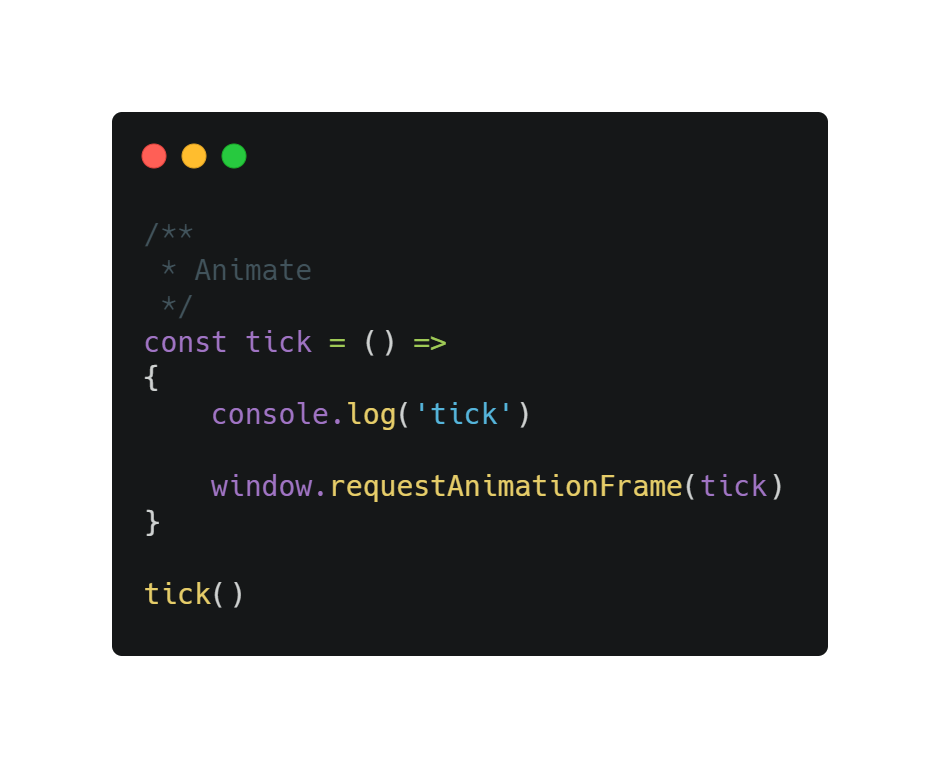 /**
 * Animate
 */
const tick = () =>
{
    console.log('tick')

    window.requestAnimationFrame(tick)
}

tick()